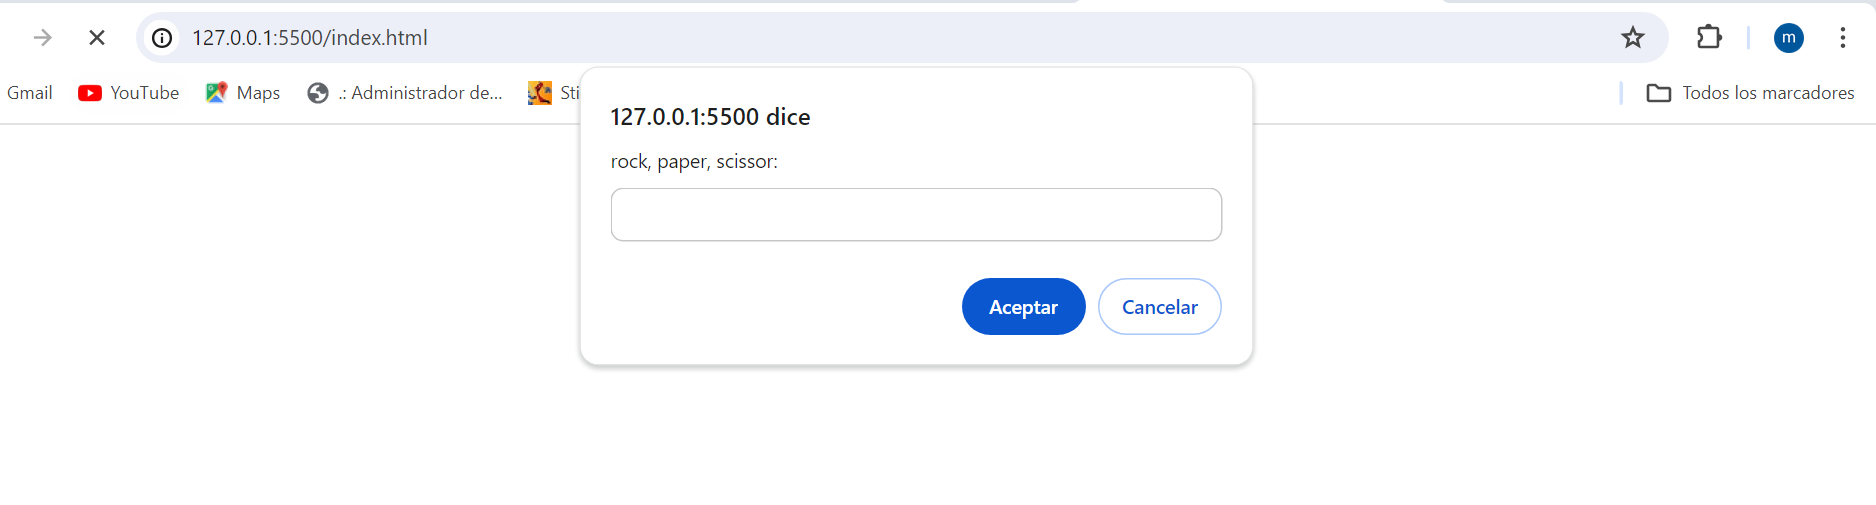 127.0.0.1:5500/index.html
m
Gmail YouTube Maps .: Administrador de... Sti Todos los marcadores
127.0.0.1:5500 dice
rock, paper, scissor:
Aceptar Cancelar